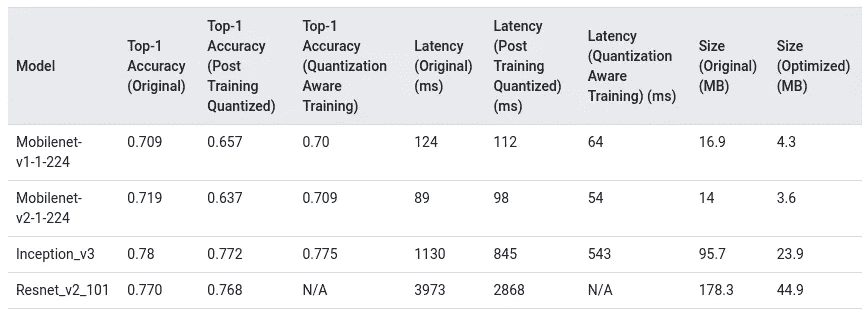 Model
Top-1
Accuracy
(Original)
Top-1
Accuracy
(Post
Training
Quantized)
Top-1
Accuracy
(Quantization
Aware
Training)
Latency
(Original)
(ms)
Latency
(Post
Training
Quantized)
(ms)
Latency
(Quantization
Aware
Training) (ms)
Size
(Original)
(MB)
Size
(Optimized)
(MB)
Mobilenet-
v1-1-224
0.709
0.657
0.70
124
112
64
16.9
4.3
Mobilenet-
v2-1-224
0.719
0.637
0.709
89
98
54
14
3.6
Inception_v3
0.78
0.772
0.775
1130
845
543
95.7
23.9
Resnet_v2_101
0.770
0.768
N/A
3973
2868
N/A
178.3
44.9